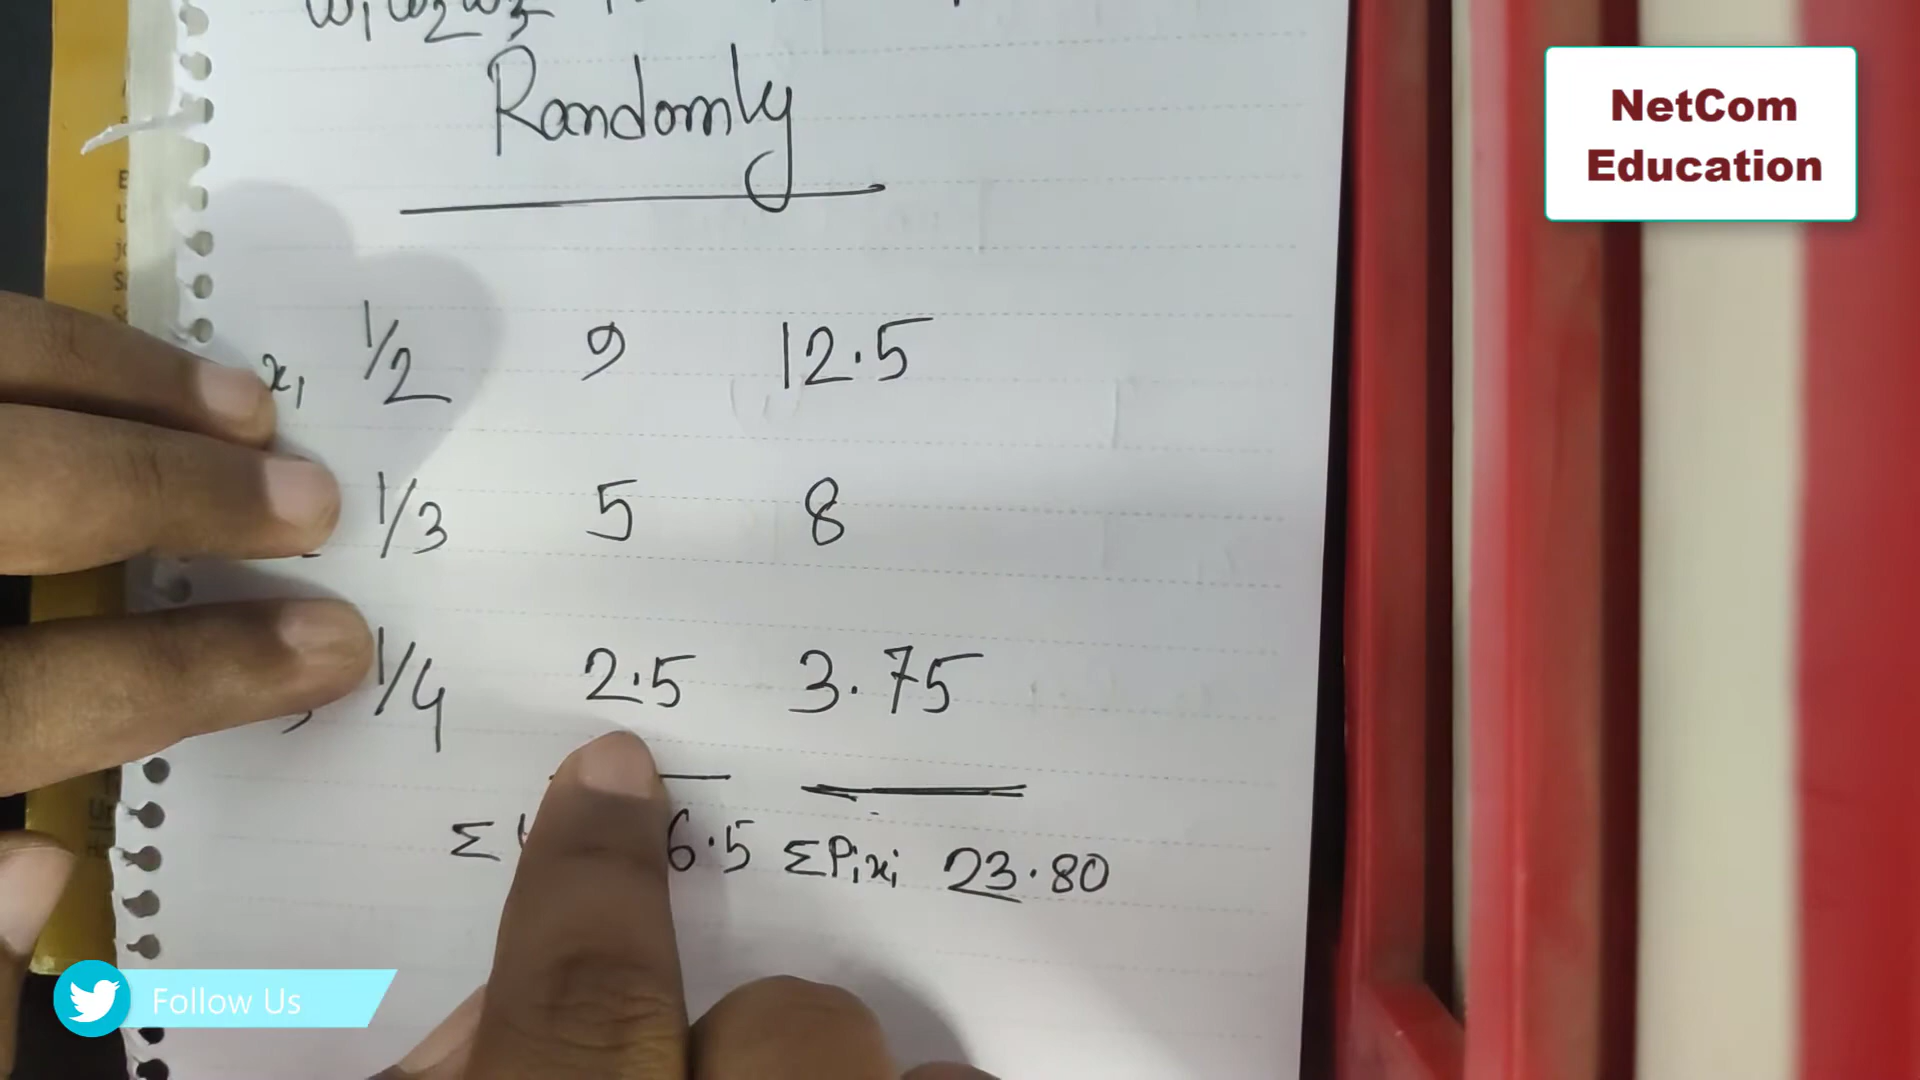 NetCom
Education
Randomly
x₁ 1/2 9 12.5
1/3 5 8
1/4 2.5 3.75
Σ 6.5 ΣPᵢxᵢ 23.80
Follow Us